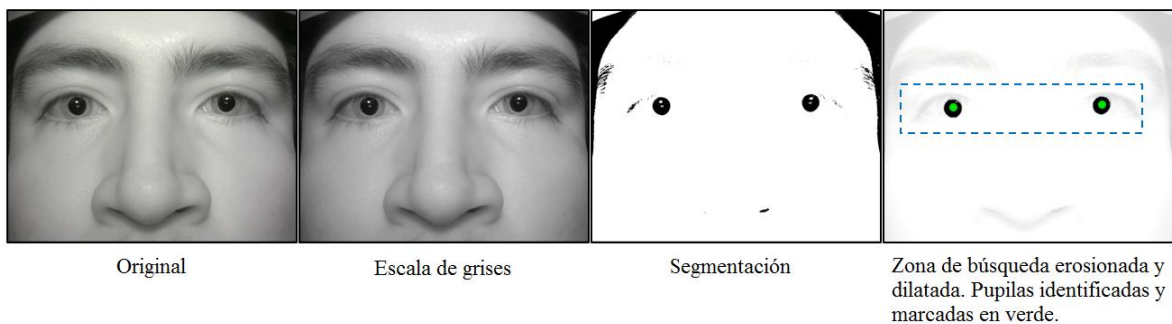 Original
Escala de grises
Segmentación
Zona de búsqueda erosionada y
dilatada. Pupilas identificadas y
marcadas en verde.